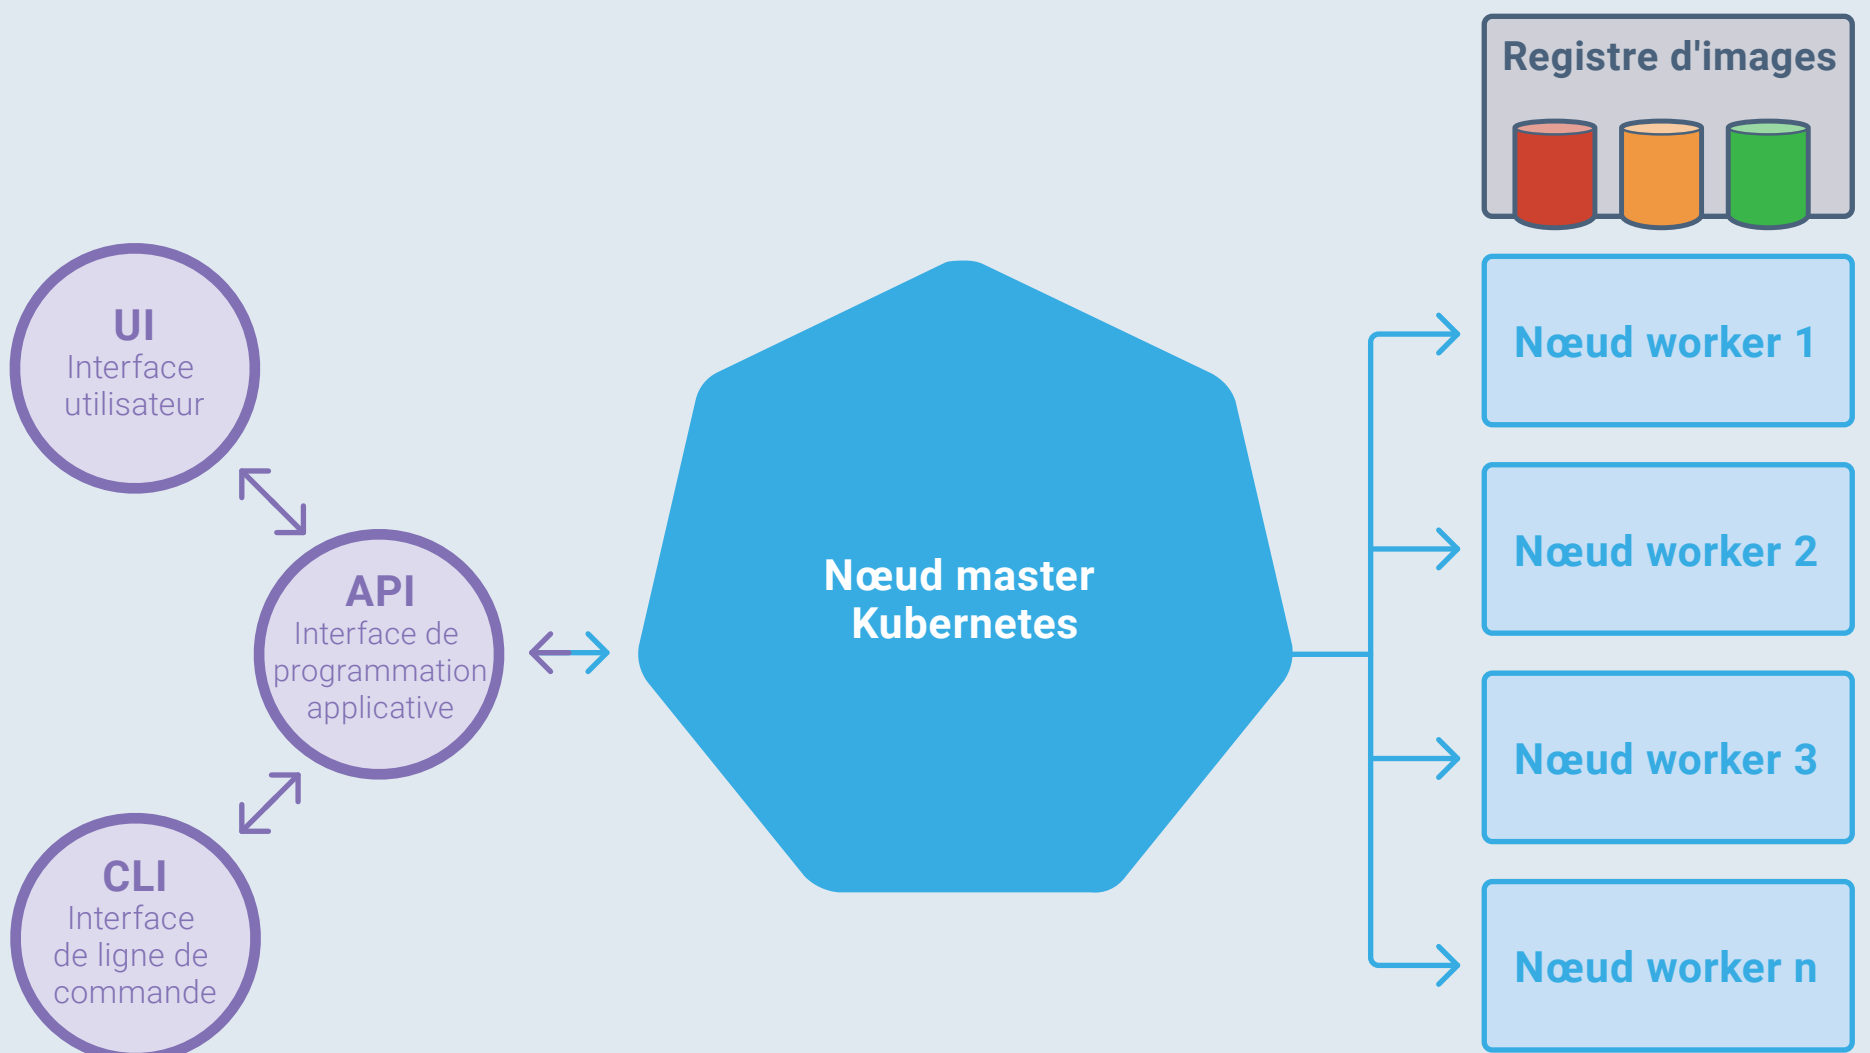 Registre d'images
UI
Interface
utilisateur
API
Interface de
programmation
applicative
CLI
Interface
de ligne de
commande
Nœud master
Kubernetes
Nœud worker 1
Nœud worker 2
Nœud worker 3
Nœud worker n